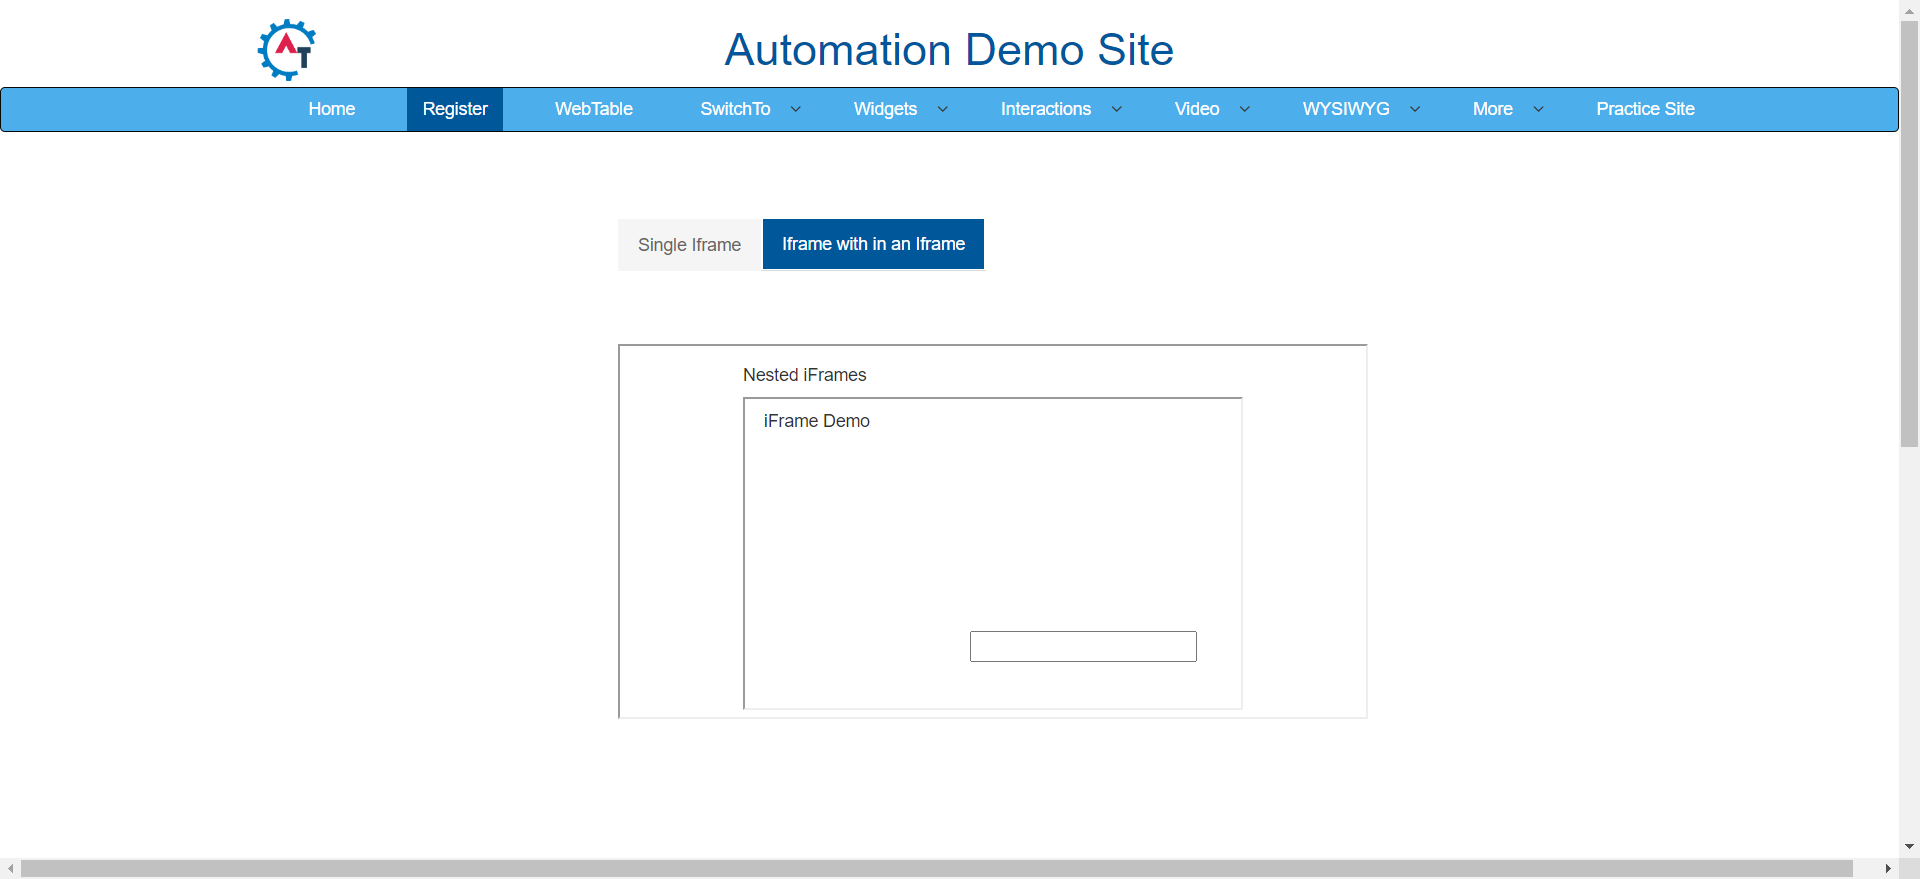 AT
Automation Demo Site
Home Register WebTable SwitchTo Widgets Interactions Video WYSIWYG More Practice Site
Single Iframe Iframe with in an Iframe
Nested iFrames
iFrame Demo